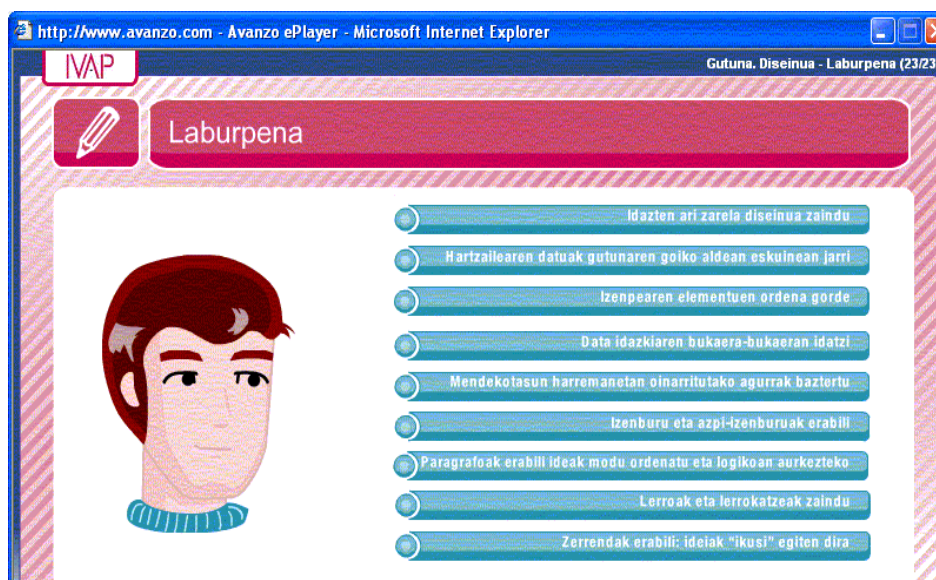 http://www.avanzo.com - Avanzo ePlayer - Microsoft Internet Explorer
IVAP
Gutuna. Diseinua - Laburpena (23/23
Laburpena
Idazten ari zarela diseinua zaindu
Hartzailearen datuak gutunaren goiko aldean eskuinean jarri
Izenpearen elementuen ordena gorde
Data idazkiaren bukaera-bukaeran idatzi
Mendekotasun harremanetan oinarritutako agurrak baztertu
Izenburu eta azpi-izenburuak erabili
Paragrafoak erabili ideak modu ordenatu eta logikoan aurkezteko
Lerroak eta lerrokatzeak zaindu
Zerrendak erabili: ideiak "ikusi" egiten dira